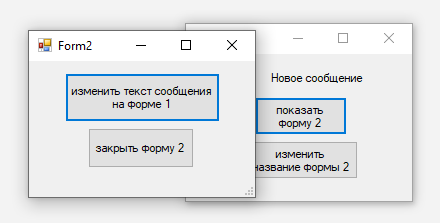 Form2
изменить текст сообщения
на форме 1
закрыть форму 2
Новое сообщение
показать
форму 2
изменить
название формы 2